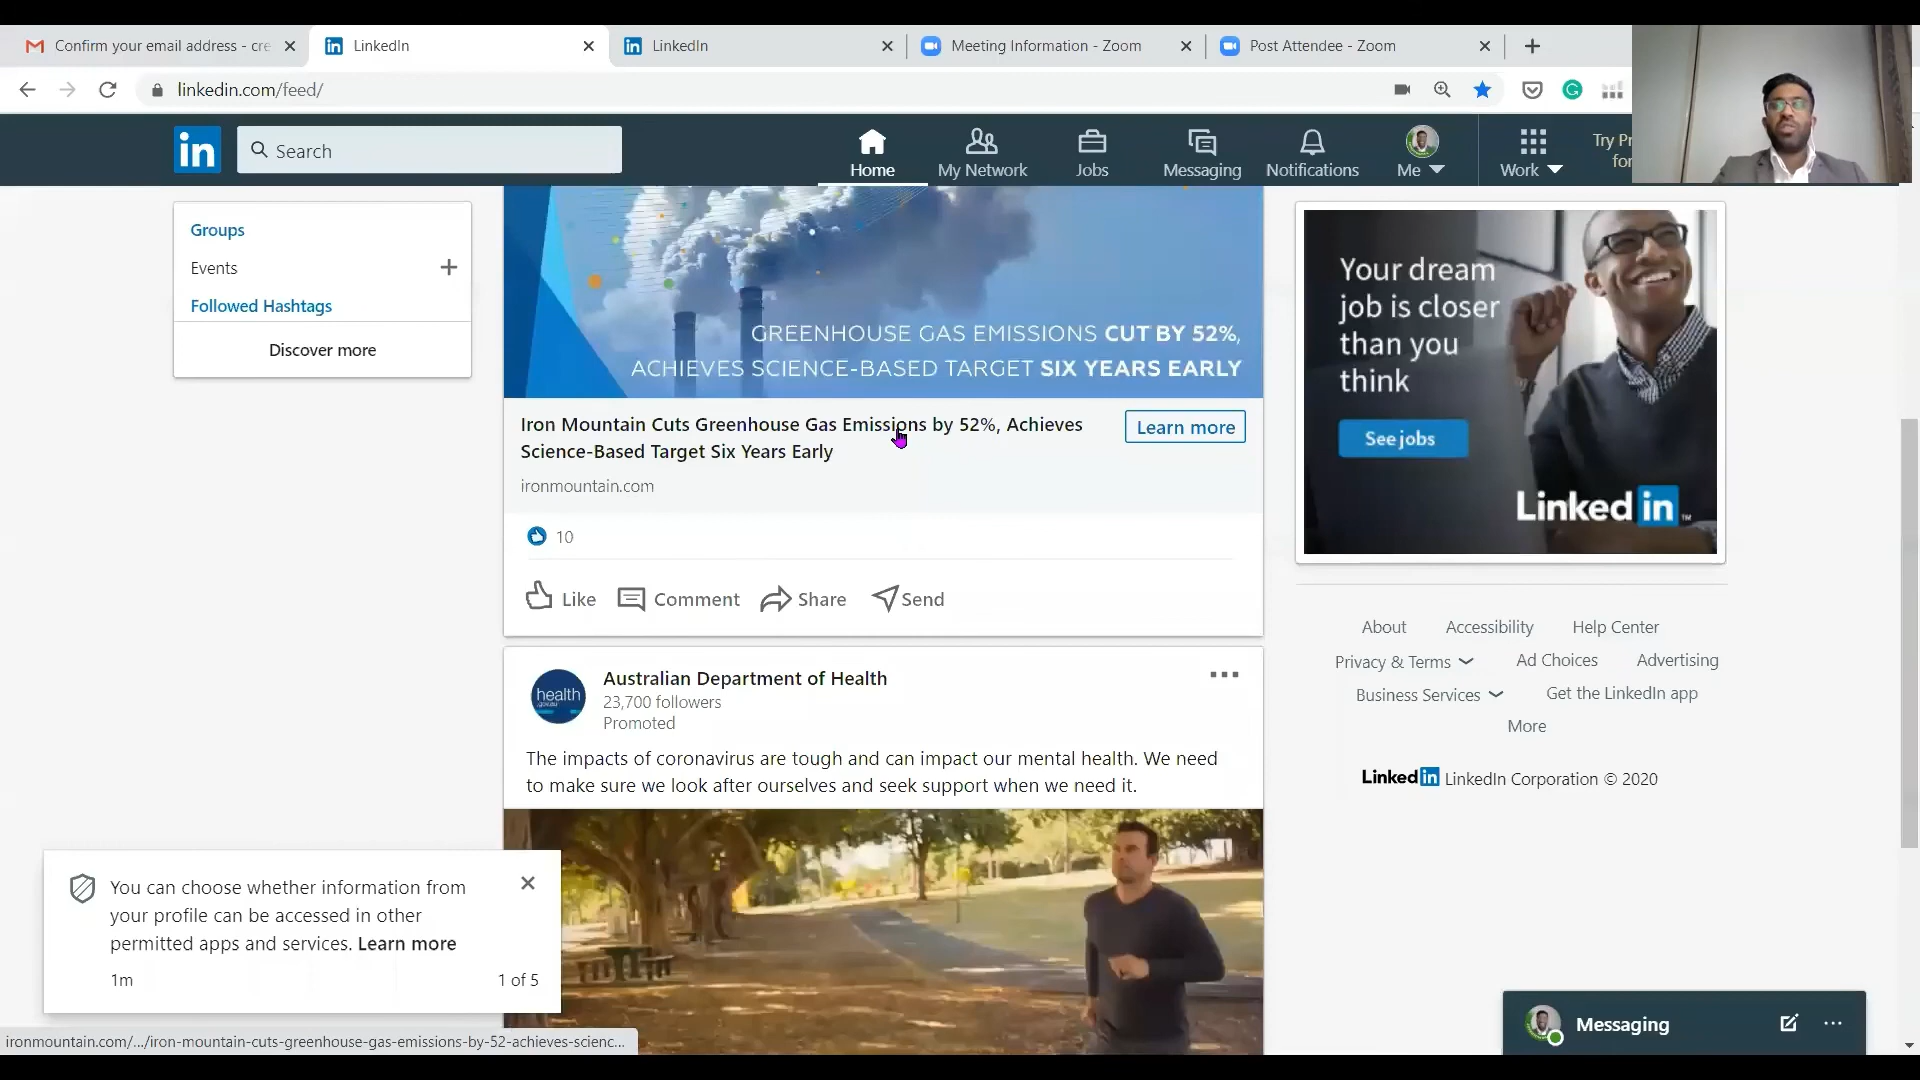 Confirm your email address - cre
LinkedIn
LinkedIn
Meeting Information - Zoom
Post Attendee - Zoom
linkedin.com/feed/
in
Search
Home
My Network
Jobs
Messaging
Notifications
Me
Work
Try Pr
for
Groups
Events
Followed Hashtags
Discover more
GREENHOUSE GAS EMISSIONS CUT BY 52%,
ACHIEVES SCIENCE-BASED TARGET SIX YEARS EARLY
Iron Mountain Cuts Greenhouse Gas Emissions by 52%, Achieves
Science-Based Target Six Years Early
Learn more
ironmountain.com
10
Like
Comment
Share
Send
health
.gov.au
Australian Department of Health
23,700 followers
Promoted
The impacts of coronavirus are tough and can impact our mental health. We need
to make sure we look after ourselves and seek support when we need it.
Your dream
job is closer
than you
think
See jobs
Linked in
About
Accessibility
Help Center
Privacy & Terms
Ad Choices
Advertising
Business Services
Get the LinkedIn app
More
Linked in LinkedIn Corporation © 2020
You can choose whether information from
your profile can be accessed in other
permitted apps and services. Learn more
1m
1 of 5
Messaging
ironmountain.com/.../iron-mountain-cuts-greenhouse-gas-emissions-by-52-achieves-scienc...